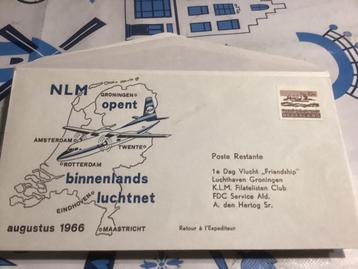 NLM
opent
GRONINGEN
AMSTERDAM
TWENTE
ROTTERDAM
binnenlands
luchtnet
EINDHOVEN
MAASTRICHT
augustus 1966
NEDERLAND
Poste Restante
1e Dag Vlucht „Friendship”
Luchthaven Groningen
K.L.M. Filatelisten Club
FDC Service Afd.
A. den Hertog Sr.
Retour à l'Expediteur